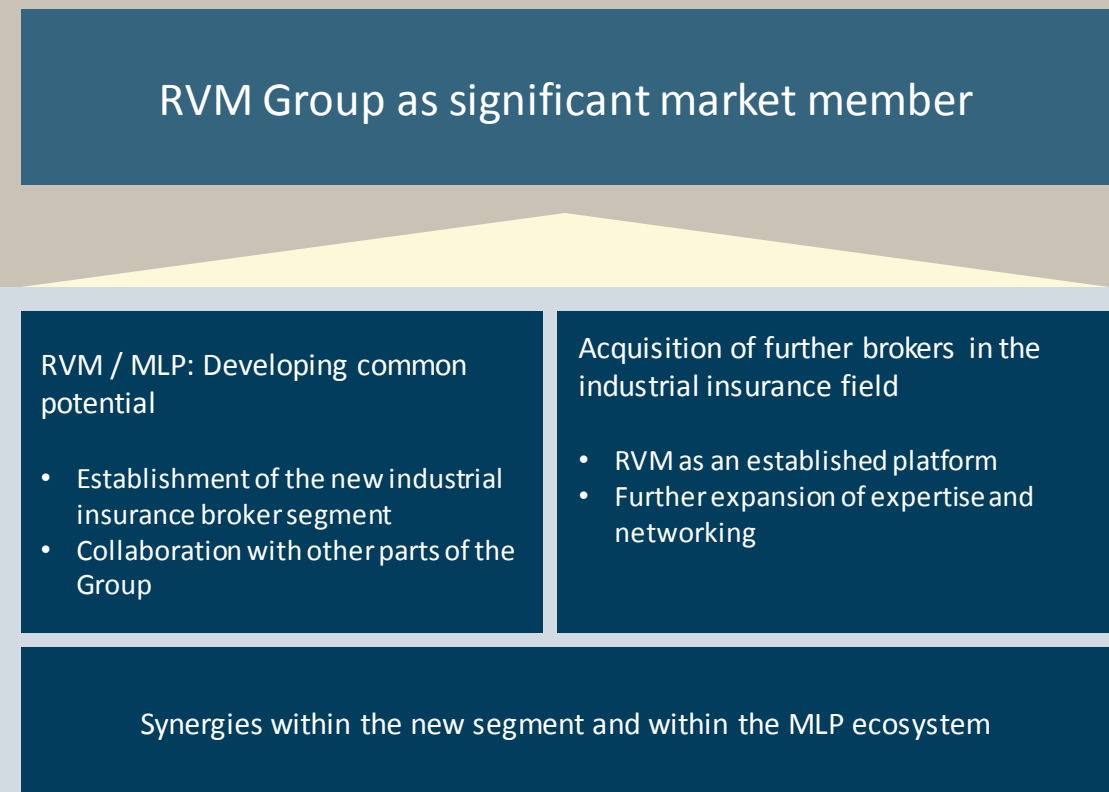 RVM Group as significant market member
RVM / MLP: Developing common
potential
• Establishment of the new industrial
insurance broker segment
• Collaboration with other parts of the
Group
Acquisition of further brokers in the
industrial insurance field
• RVM as an established platform
• Further expansion of expertise and
networking
Synergies within the new segment and within the MLP ecosystem